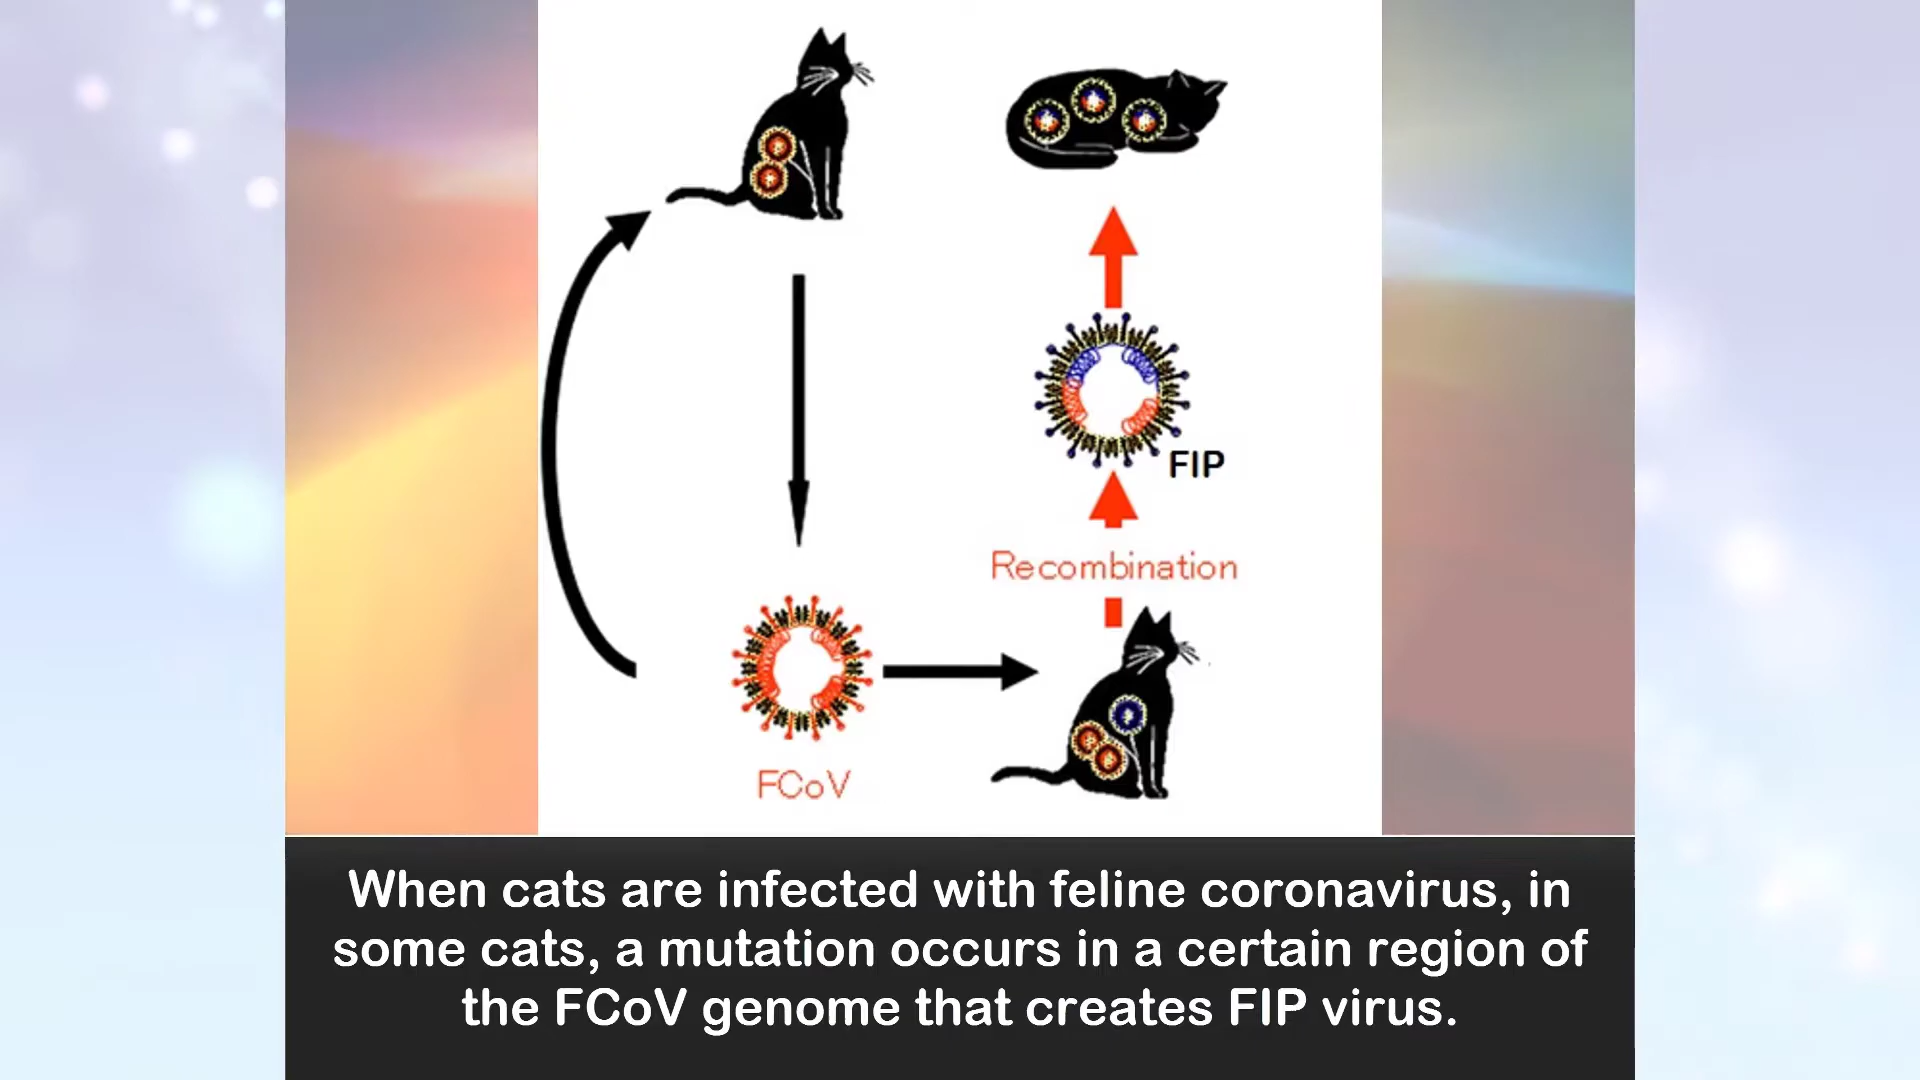 FIP
Recombination
FCoV
When cats are infected with feline coronavirus, in
some cats, a mutation occurs in a certain region of
the FCoV genome that creates FIP virus.